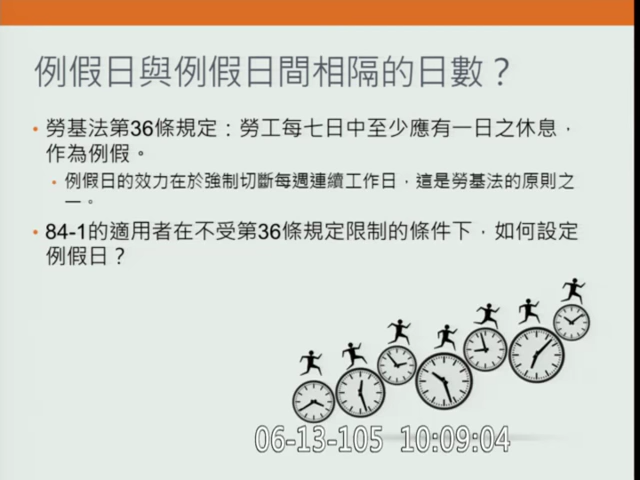 例假日與例假日間相隔的日數？
• 勞基法第36條規定：勞工每七日中至少應有一日之休息，
作為例假。
• 例假日的效力在於強制切斷每週連續工作日，這是勞基法的原則之
一。
• 84-1的適用者在不受第36條規定限制的條件下，如何設定
例假日？
06-13-105 10:09:04